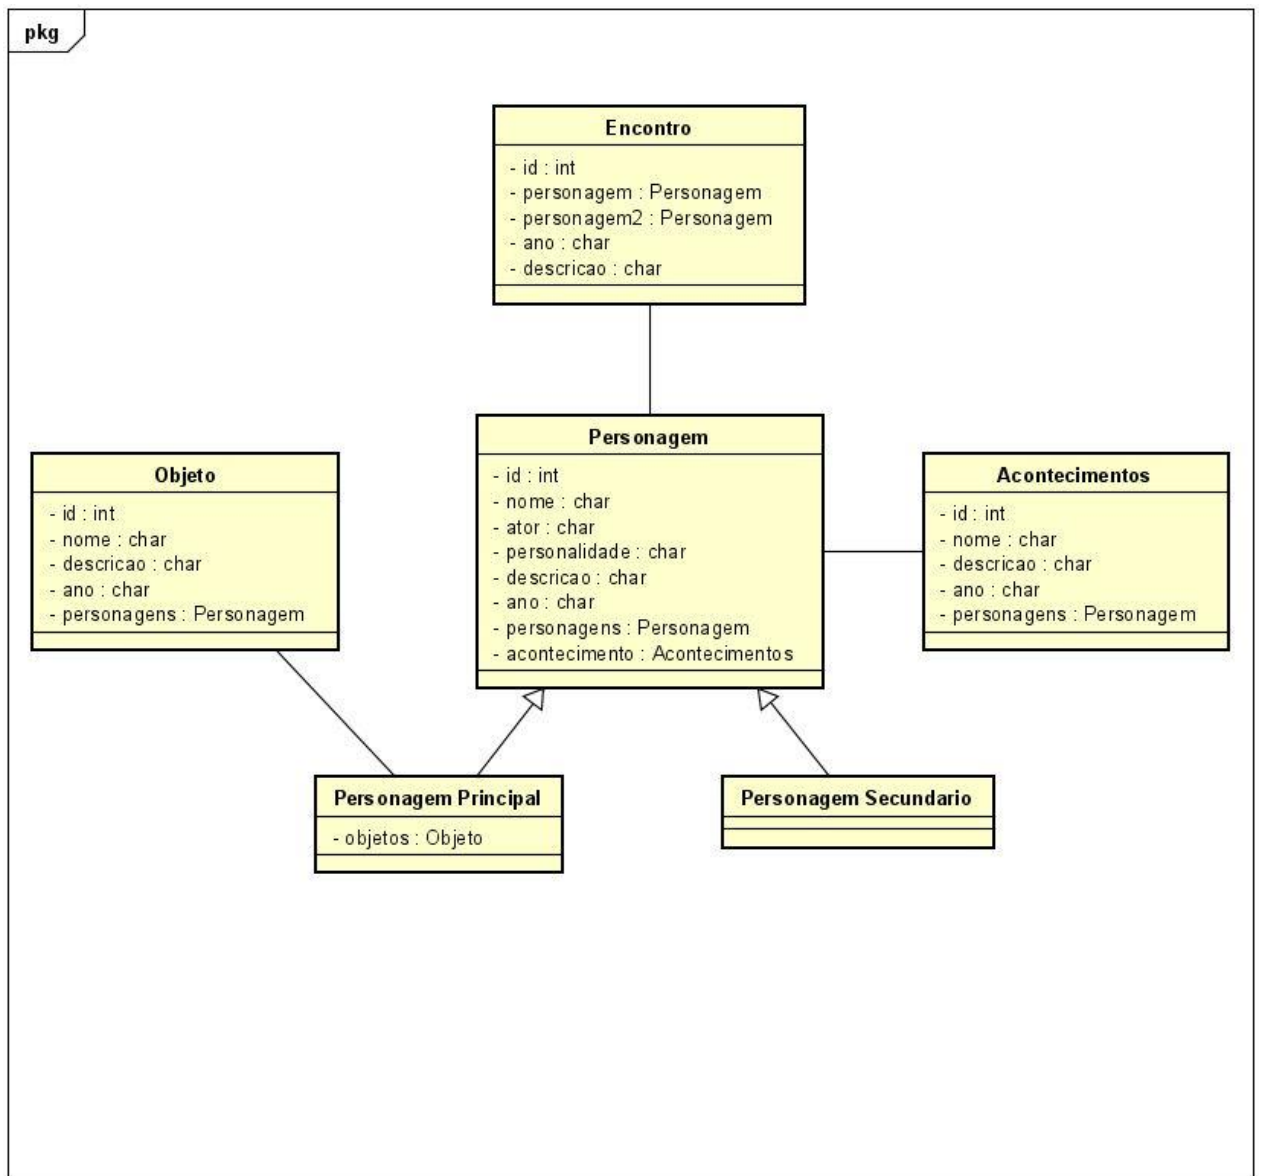 pkg
Encontro
- id : int
- personagem : Personagem
- personagem2 : Personagem
- ano : char
- descricao : char
Objeto
- id : int
- nome : char
- descricao : char
- ano : char
- personagens : Personagem
Personagem
- id : int
- nome : char
- ator : char
- personalidade : char
- descricao : char
- ano : char
- personagens : Personagem
- acontecimento : Acontecimentos
Acontecimentos
- id : int
- nome : char
- descricao : char
- ano : char
- personagens : Personagem
Personagem Principal
- objetos : Objeto
Personagem Secundario